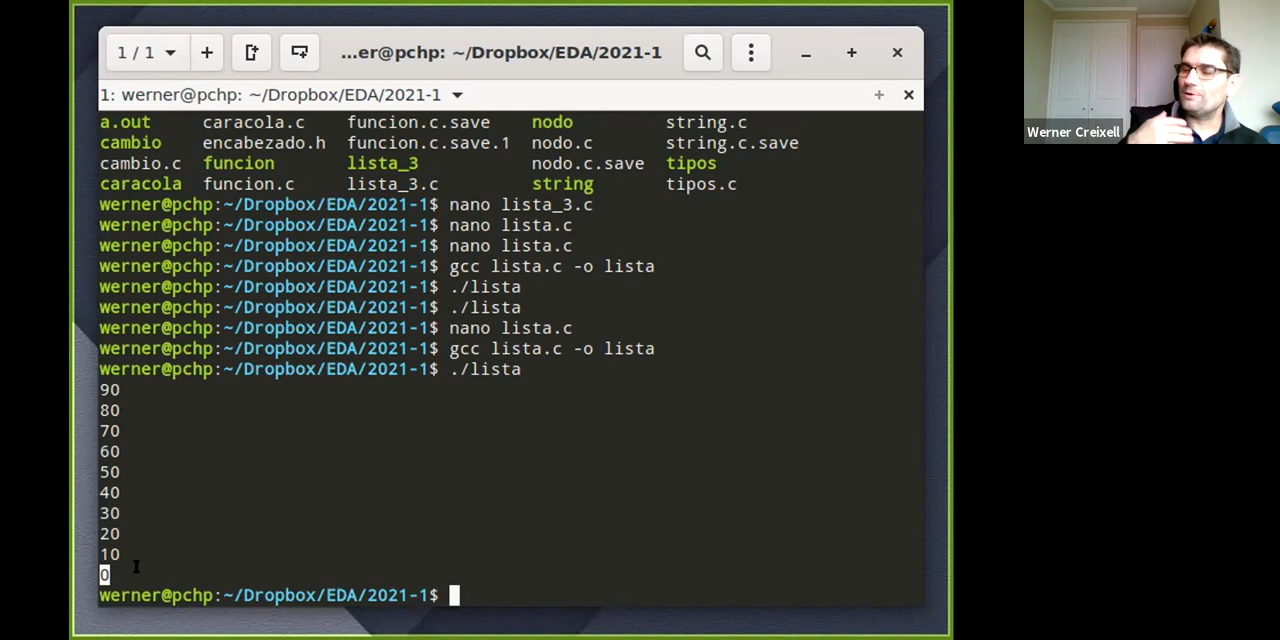 1 / 1 ...er@pchp: ~/Dropbox/EDA/2021-1
1: werner@pchp: ~/Dropbox/EDA/2021-1
a.out caracola.c funcion.c.save nodo string.c
cambio encabezado.h funcion.c.save.1 nodo.c string.c.save
cambio.c funcion lista_3 nodo.c.save tipos
caracola funcion.c lista_3.c string tipos.c
werner@pchp:~/Dropbox/EDA/2021-1$ nano lista_3.c
werner@pchp:~/Dropbox/EDA/2021-1$ nano lista.c
werner@pchp:~/Dropbox/EDA/2021-1$ nano lista.c
werner@pchp:~/Dropbox/EDA/2021-1$ gcc lista.c -o lista
werner@pchp:~/Dropbox/EDA/2021-1$ ./lista
werner@pchp:~/Dropbox/EDA/2021-1$ ./lista
werner@pchp:~/Dropbox/EDA/2021-1$ nano lista.c
werner@pchp:~/Dropbox/EDA/2021-1$ gcc lista.c -o lista
werner@pchp:~/Dropbox/EDA/2021-1$ ./lista
90
80
70
60
50
40
30
20
10
0
werner@pchp:~/Dropbox/EDA/2021-1$
Werner Creixell